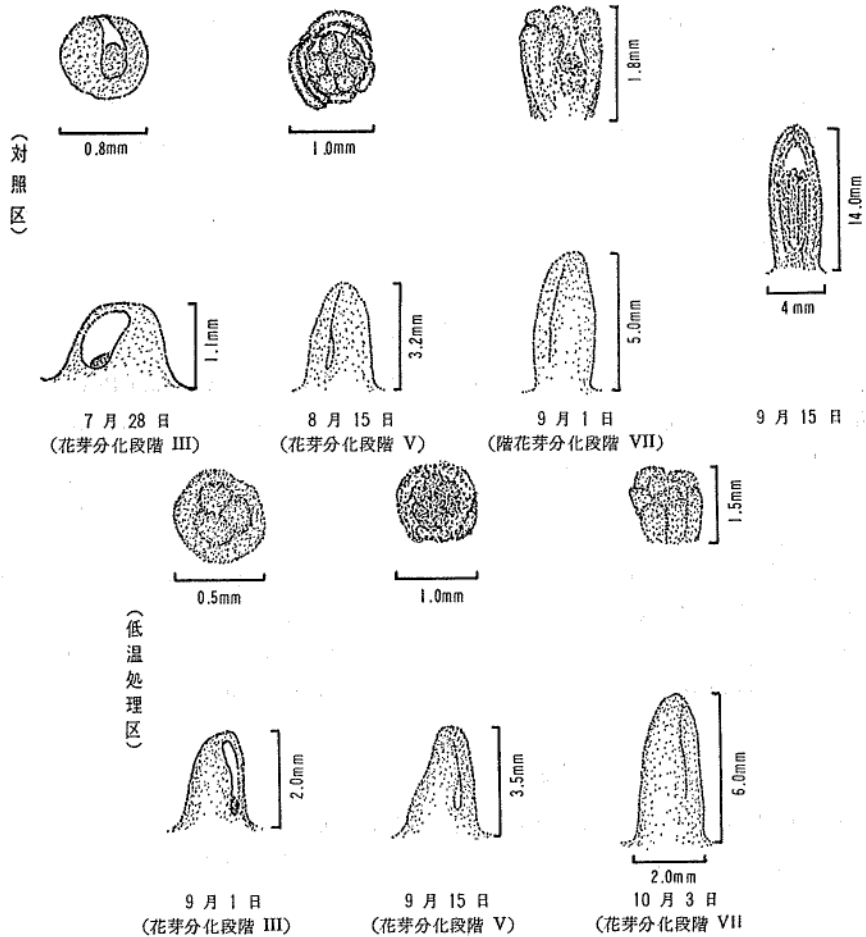 0.8mm
1.0mm
1.8mm
(対照区)
14.0mm
4mm
1.1mm
3.2mm
5.0mm
7月28日
(花芽分化段階 III)
8月15日
(花芽分化段階 V)
9月1日
(階花芽分化段階 VII)
9月15日
1.5mm
0.5mm
1.0mm
(低温処理区)
2.0mm
3.5mm
6.0mm
2.0mm
9月1日
(花芽分化段階 III)
9月15日
(花芽分化段階 V)
10月3日
(花芽分化段階 VII